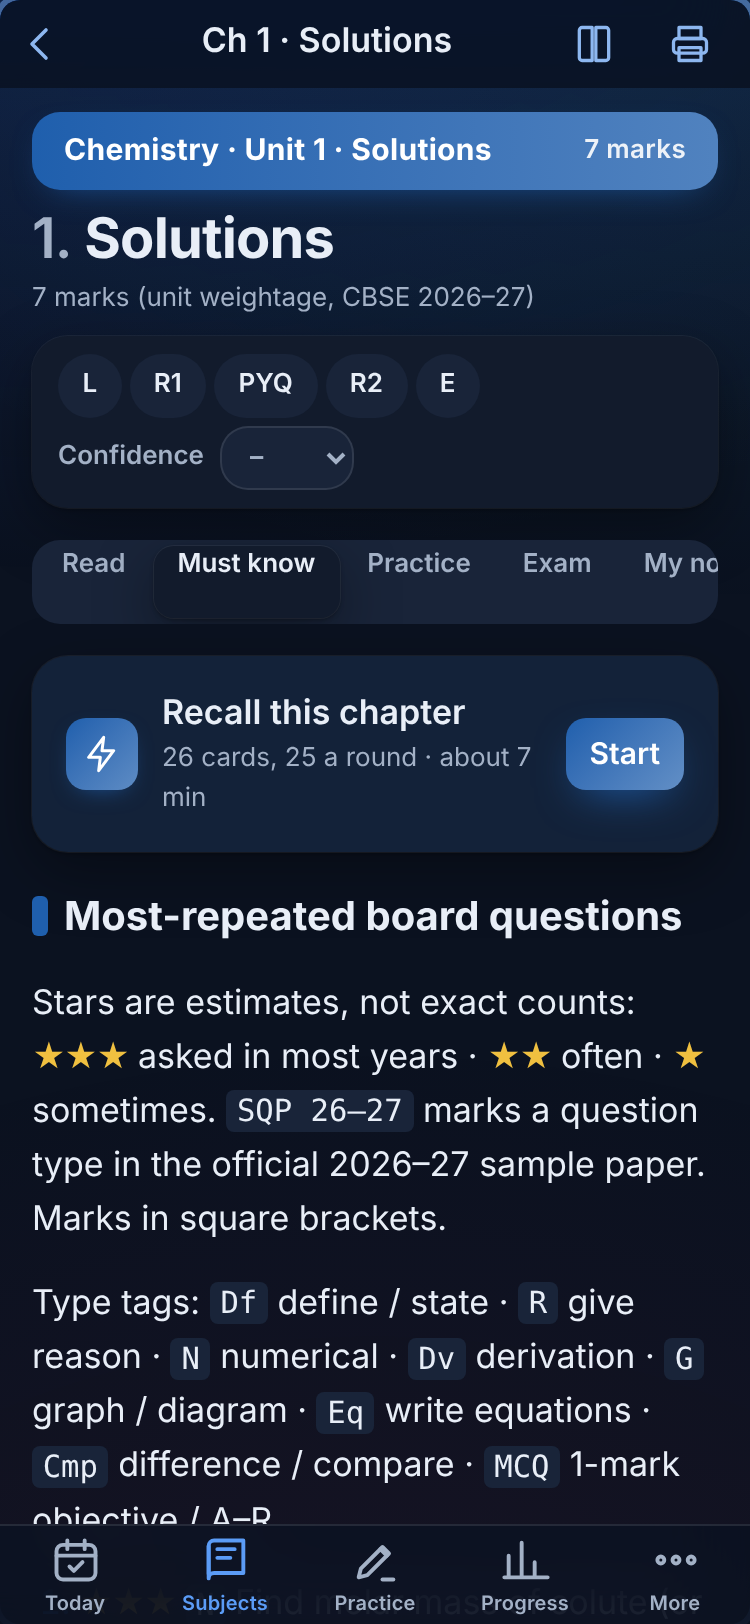 Ch 1 · Solutions
Chemistry · Unit 1 · Solutions 7 marks
1. Solutions
7 marks (unit weightage, CBSE 2026–27)
L R1 PYQ R2 E
Confidence –
Read Must know Practice Exam My no
Recall this chapter
26 cards, 25 a round · about 7
min
Start
Most-repeated board questions
Stars are estimates, not exact counts:
★★★ asked in most years · ★★ often · ★
sometimes. SQP 26–27 marks a question
type in the official 2026–27 sample paper.
Marks in square brackets.
Type tags: Df define / state · R give
reason · N numerical · Dv derivation · G
graph / diagram · Eq write equations ·
Cmp difference / compare · MCQ 1-mark
objective / A–R
Today Subjects Practice Progress More